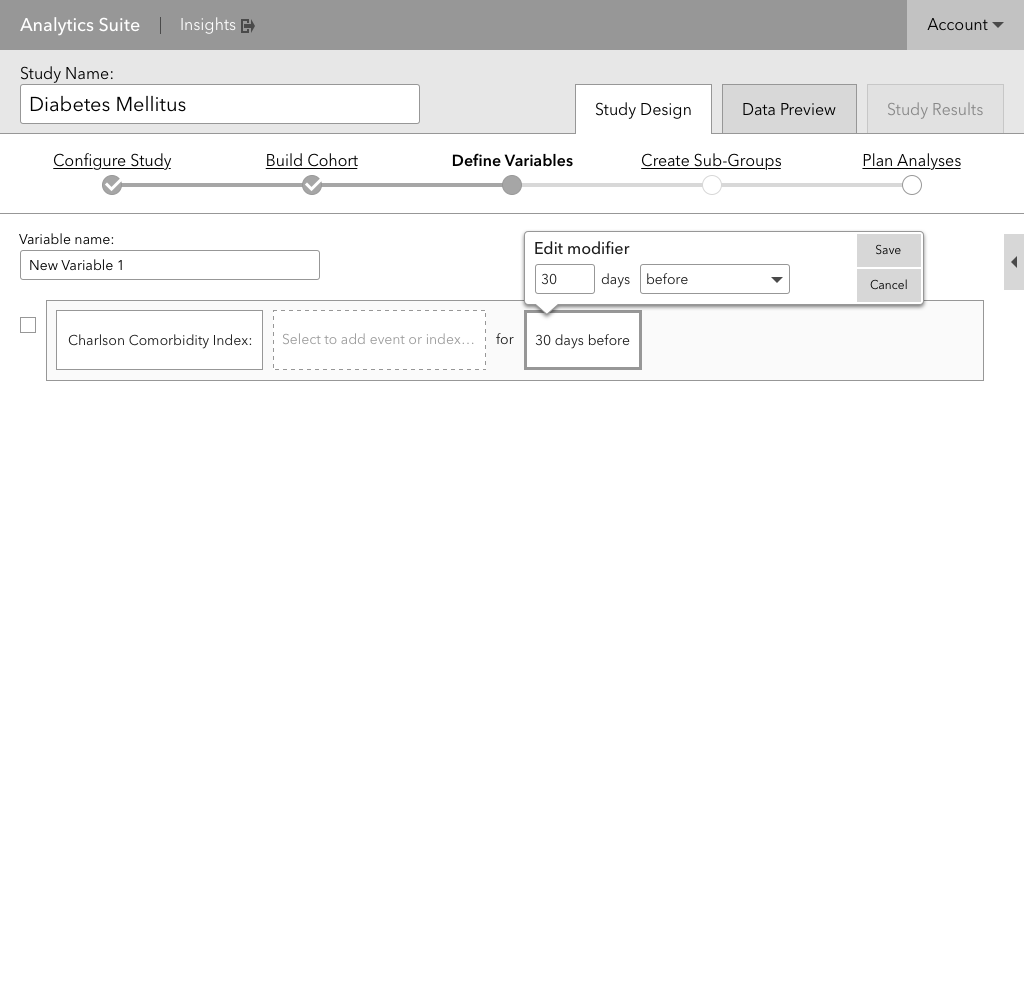 Analytics Suite | Insights
Account
Study Name:
Diabetes Mellitus
Study Design
Data Preview
Study Results
Configure Study
Build Cohort
Define Variables
Create Sub-Groups
Plan Analyses
Variable name:
New Variable 1
Edit modifier
30 days before
Save
Cancel
Charlson Comorbidity Index:
Select to add event or index...
for
30 days before